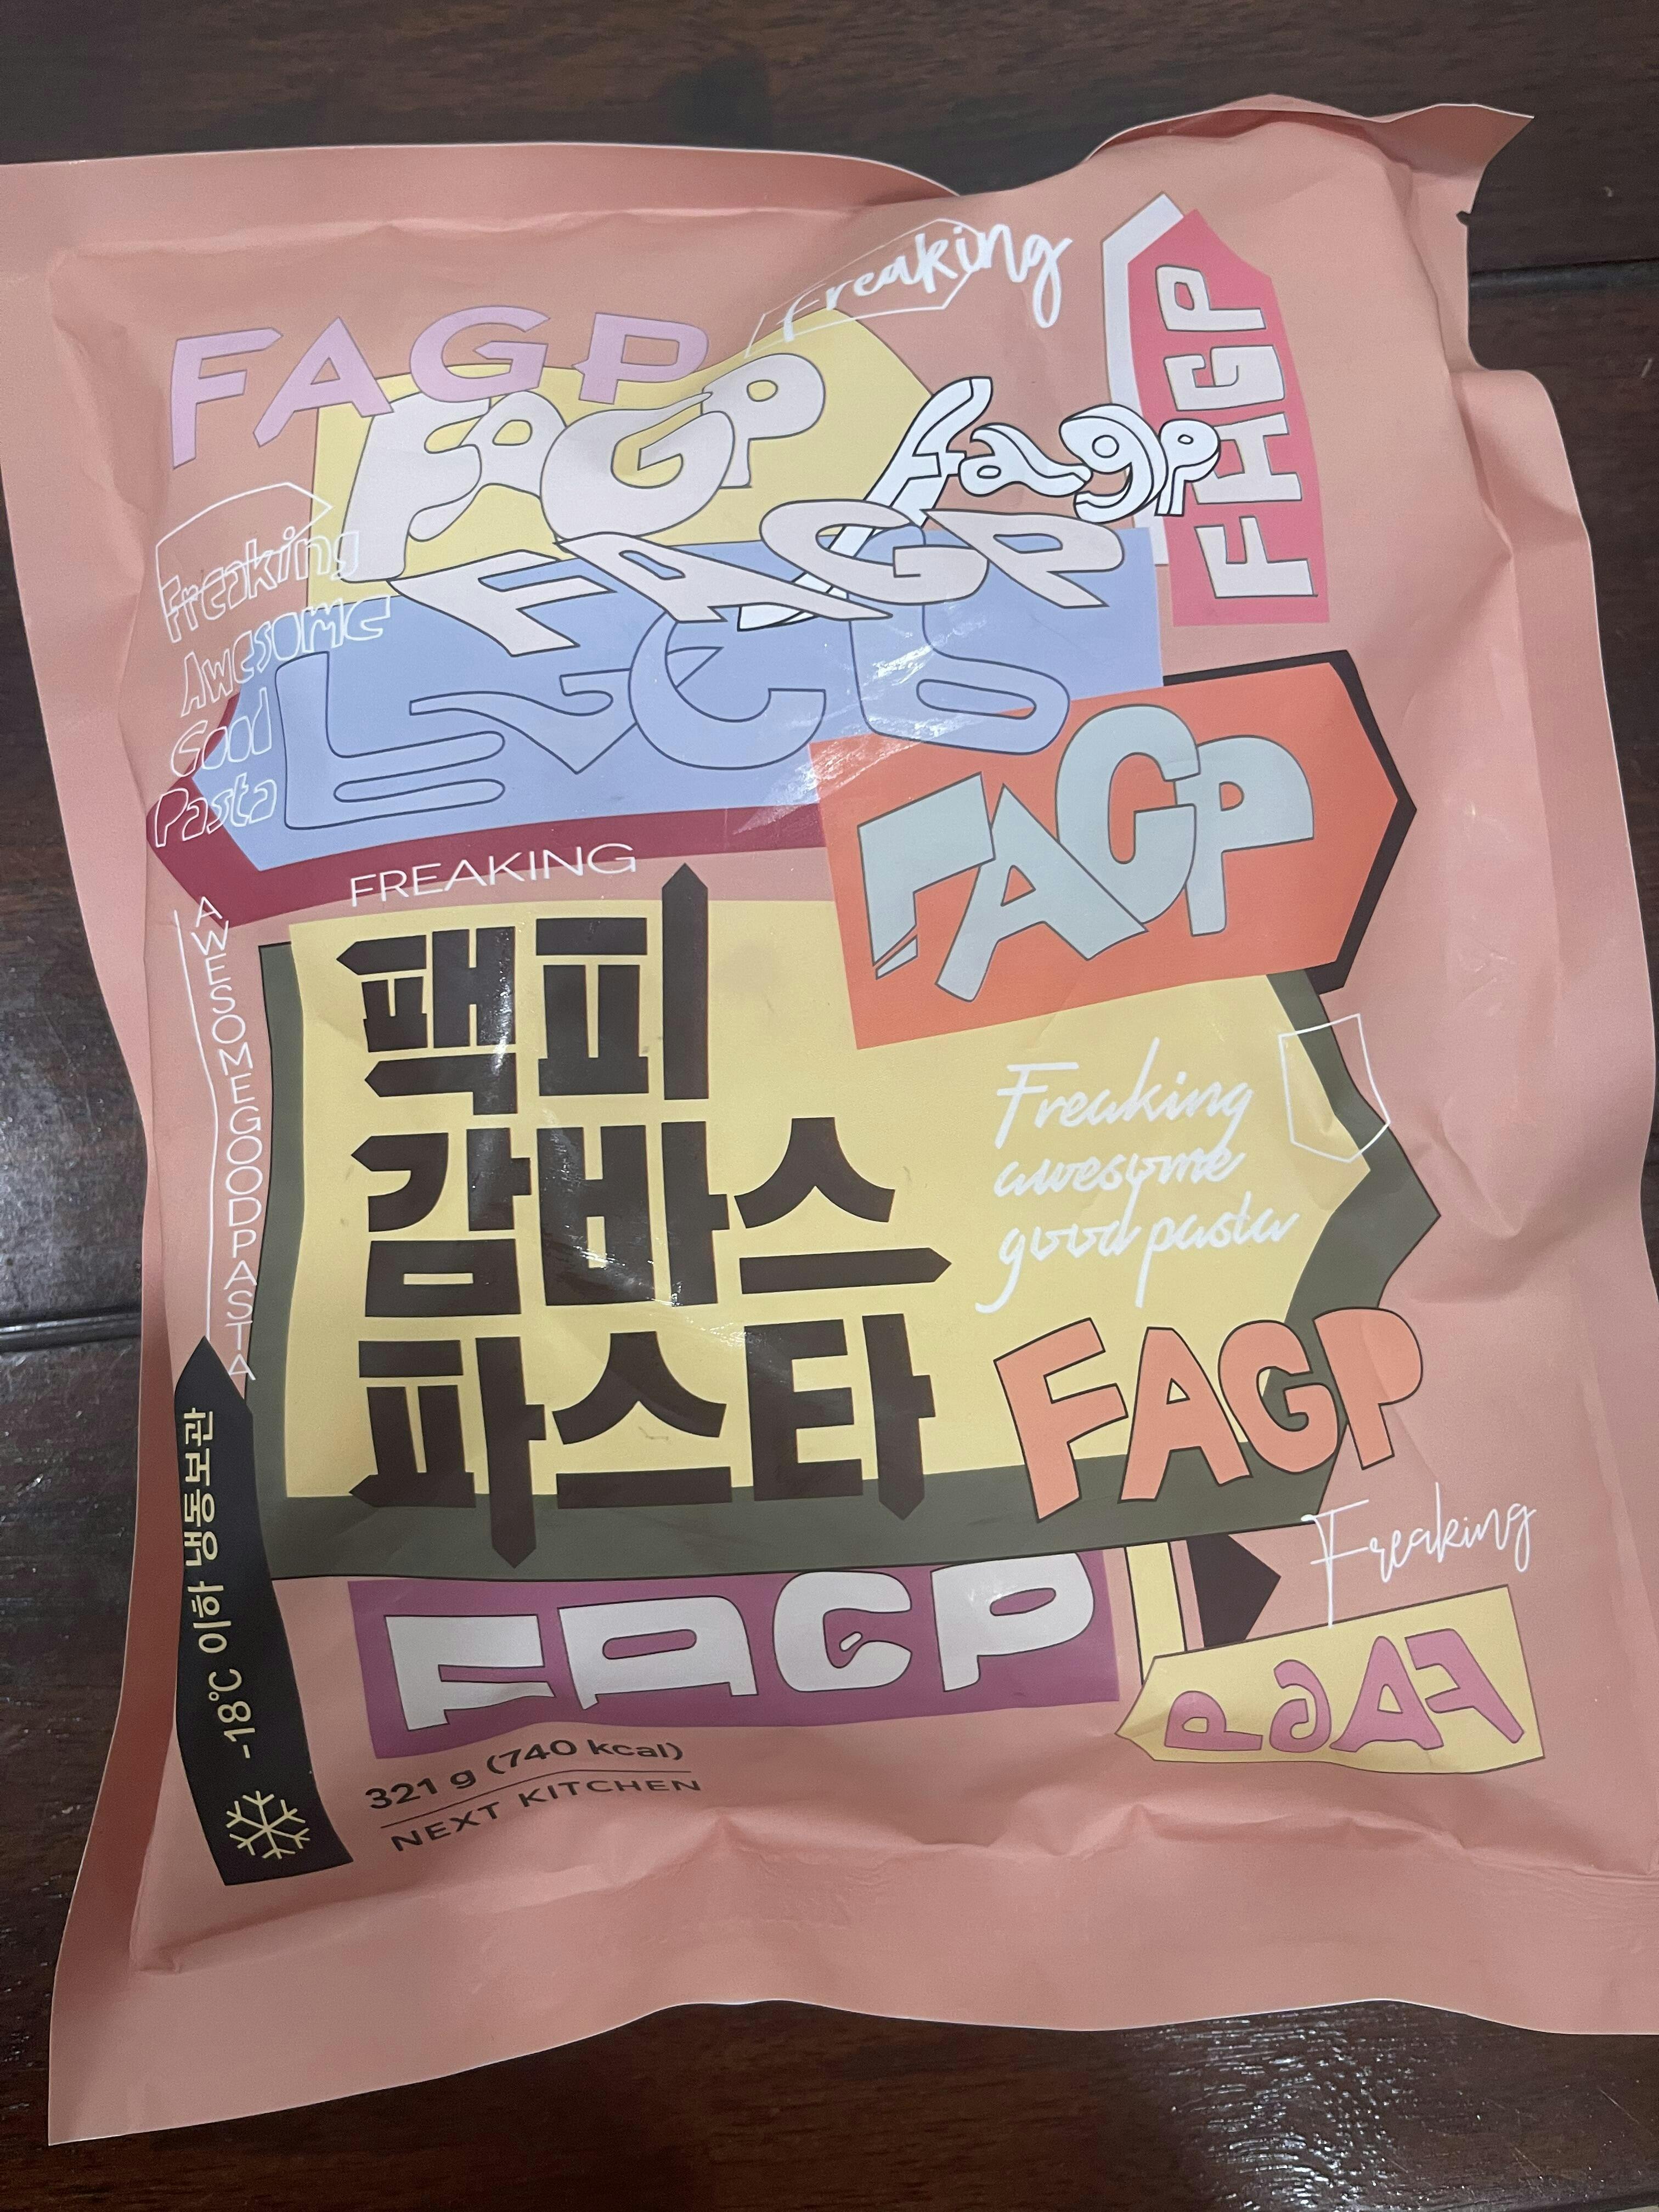 Freaking
FAGP
FAGP
Fagp
FAGP
FAGP
Freaking
Awesome
Good
Pasta
FAGP
FAGP
FREAKING
AWESOMEGOODPASTA
팩피
감바스
파스타
Freaking
awesome
good pasta
FAGP
Freaking
FAGP
FAGP
-18℃ 이하 냉동보관
321 g (740 kcal)
NEXT KITCHEN